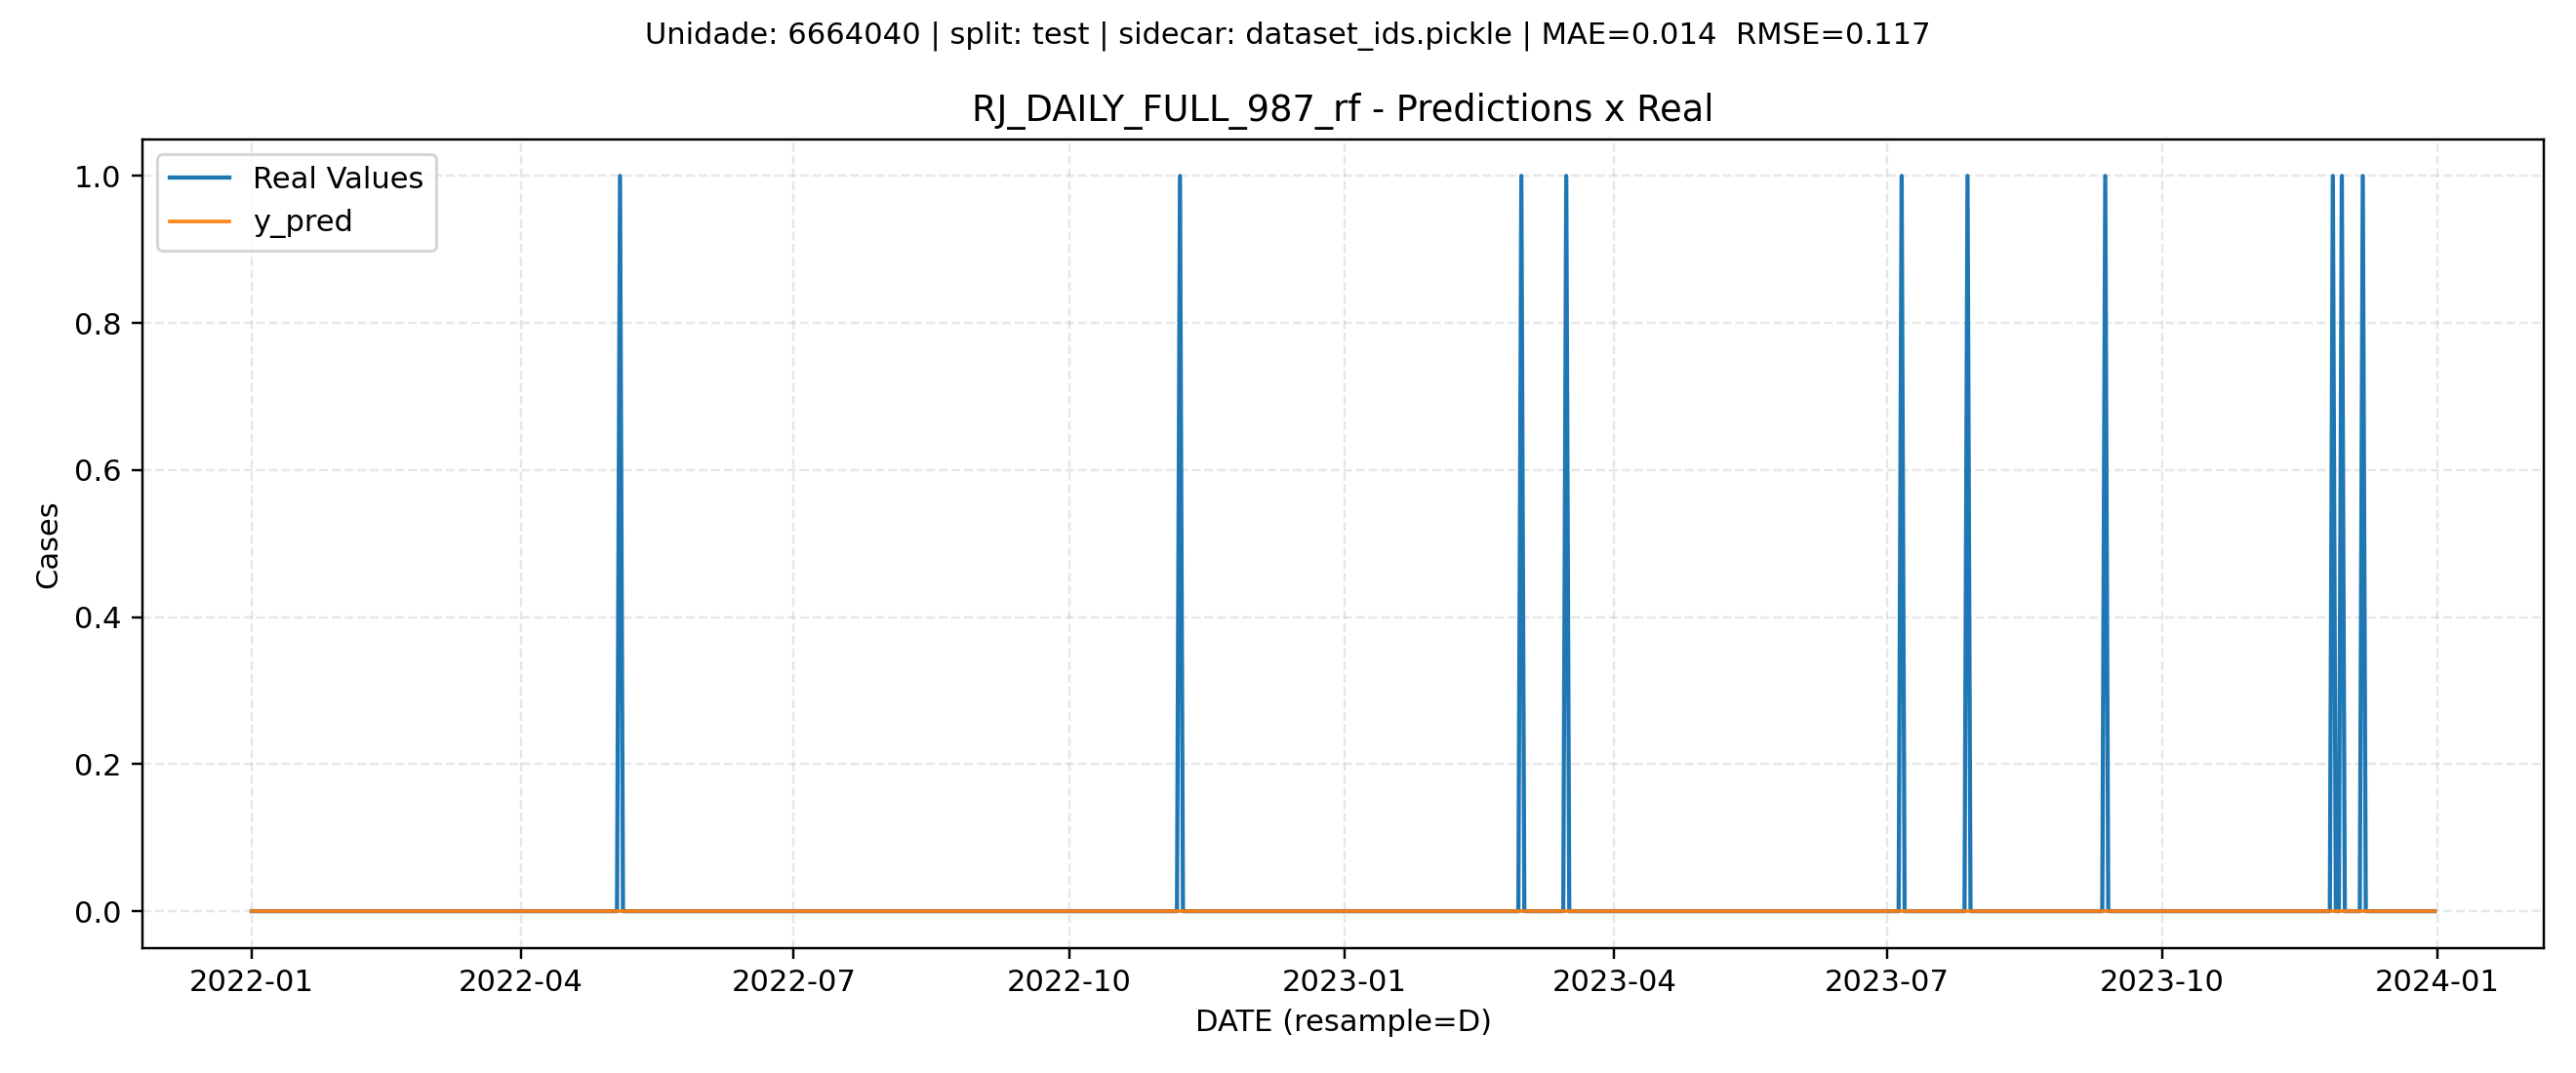 Unidade: 6664040 | split: test | sidecar: dataset_ids.pickle | MAE=0.014  RMSE=0.117
RJ_DAILY_FULL_987_rf - Predictions x Real
Real Values
y_pred
1.0
0.8
0.6
0.4
0.2
0.0
Cases
2022-01 2022-04 2022-07 2022-10 2023-01 2023-04 2023-07 2023-10 2024-01
DATE (resample=D)